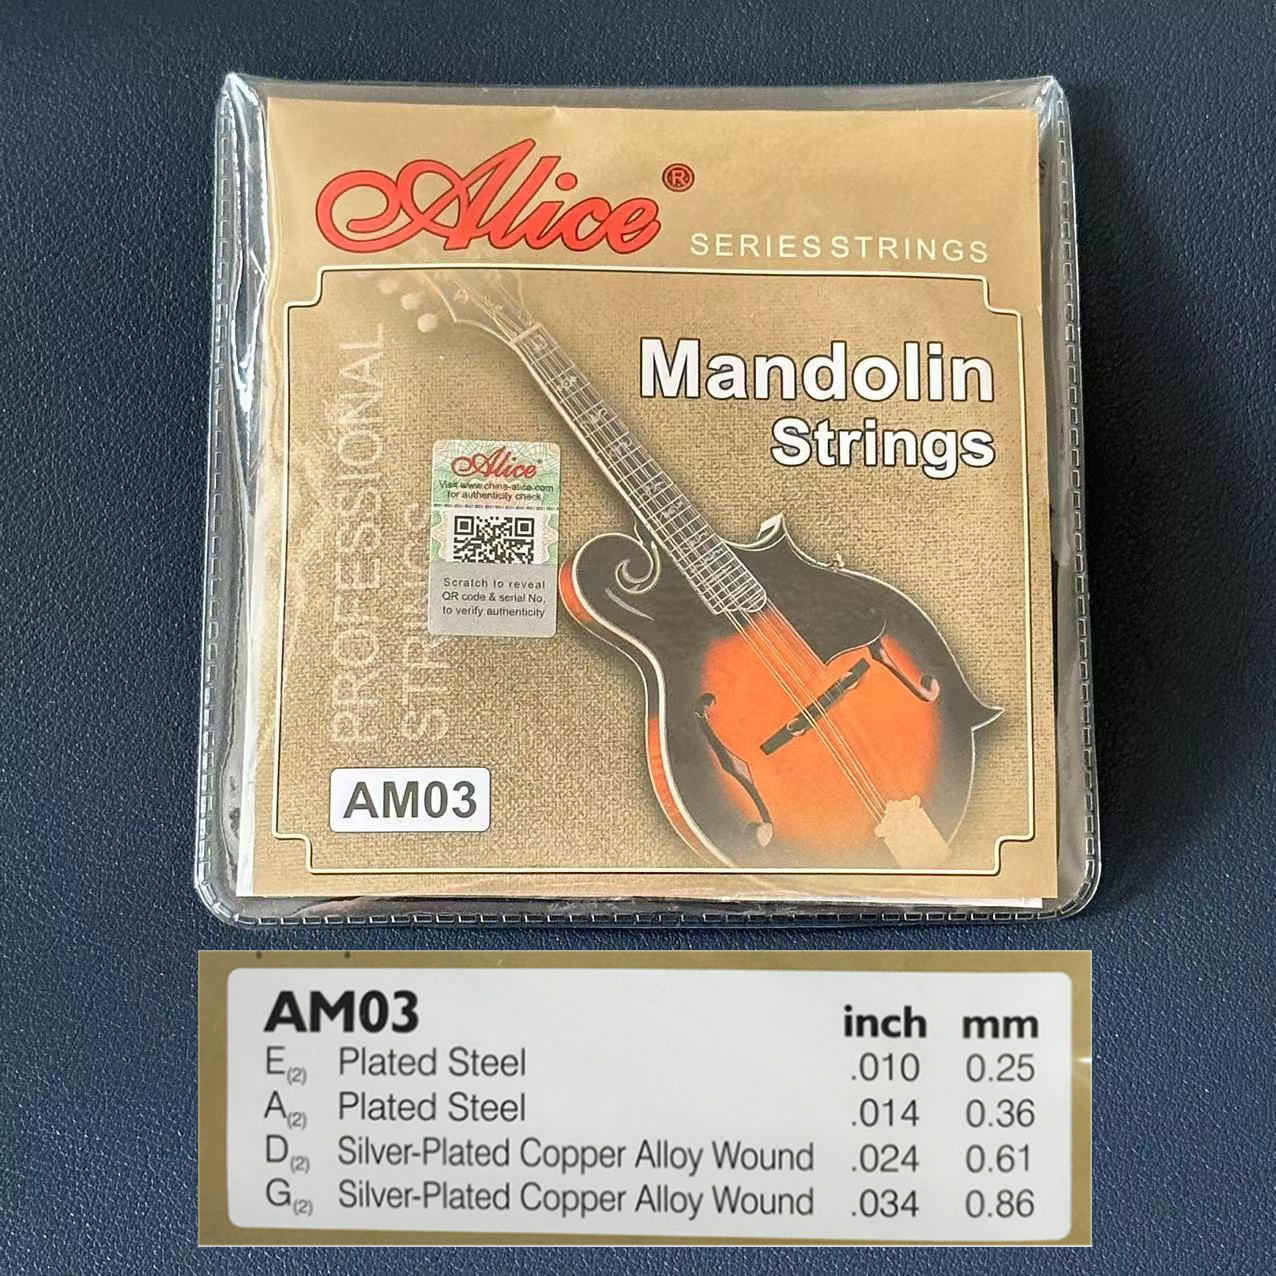 Alice®
SERIES STRINGS
Mandolin
Strings
PROFESSIONAL
STRINGS
Alice®
Visit www.china-alice.com
for authenticity check
Scratch to reveal
QR code & serial No,
to verify authenticity
AM03
AM03 inch mm
E(2) Plated Steel .010 0.25
A(2) Plated Steel .014 0.36
D(2) Silver-Plated Copper Alloy Wound .024 0.61
G(2) Silver-Plated Copper Alloy Wound .034 0.86